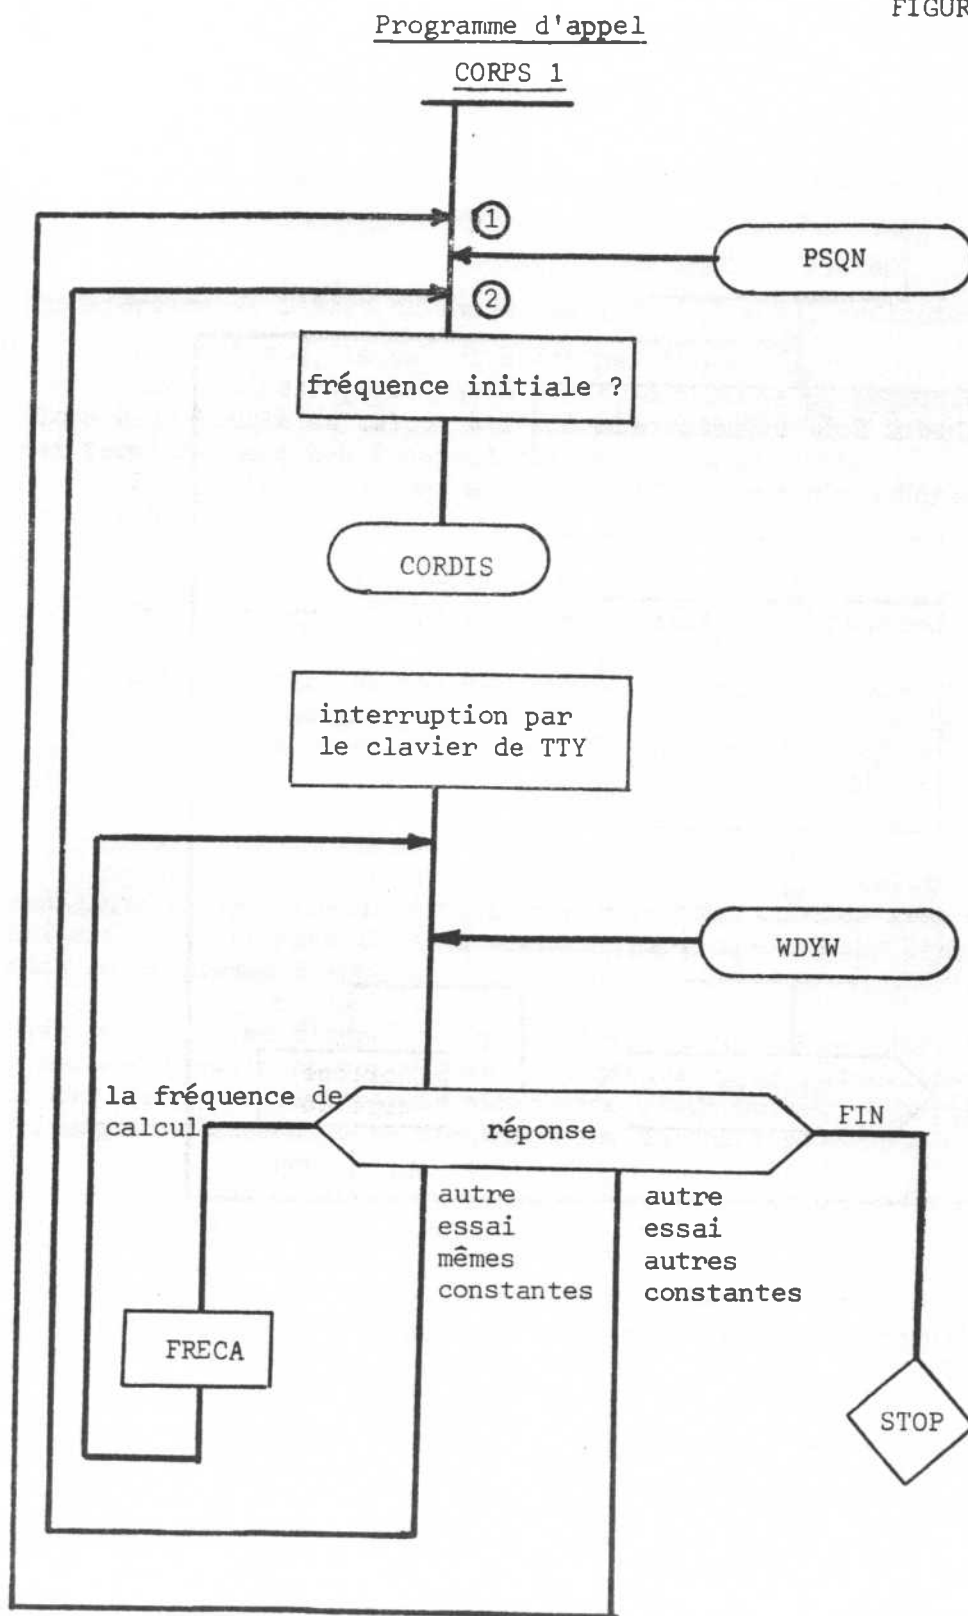 FIGUR
Programme d'appel
CORPS 1
1
PSQN
2
fréquence initiale ?
CORDIS
interruption par
le clavier de TTY
WDYW
la fréquence de
calcul
réponse
FIN
autre
essai
mêmes
constantes
autre
essai
autres
constantes
FRECA
STOP